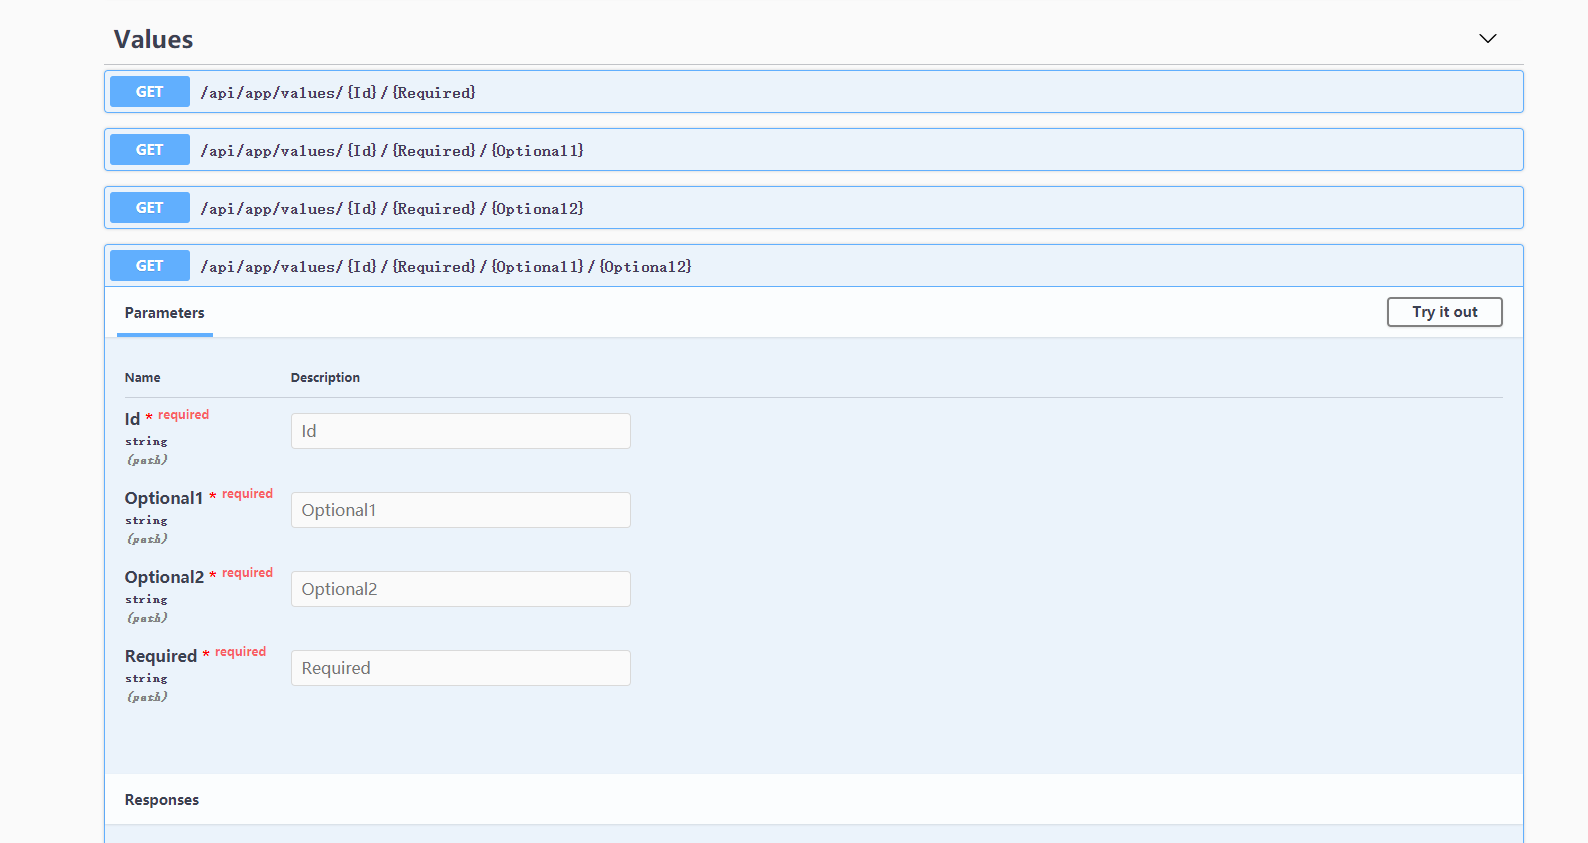 Values
GET /api/app/values/{Id}/{Required}
GET /api/app/values/{Id}/{Required}/{Optional1}
GET /api/app/values/{Id}/{Required}/{Optional2}
GET /api/app/values/{Id}/{Required}/{Optional1}/{Optional2}
Parameters Try it out
Name Description
Id * required
string
(path)
Id
Optional1 * required
string
(path)
Optional1
Optional2 * required
string
(path)
Optional2
Required * required
string
(path)
Required
Responses